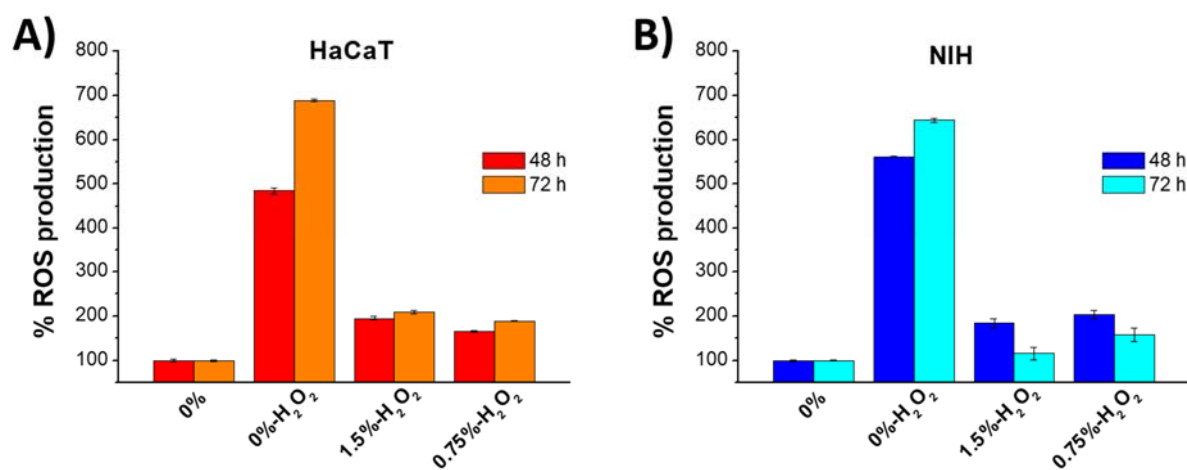 A)
HaCaT
% ROS production
800
700
600
500
400
300
200
100
48 h
72 h
0%
0%-H₂O₂
1.5%-H₂O₂
0.75%-H₂O₂
B)
NIH
% ROS production
800
700
600
500
400
300
200
100
48 h
72 h
0%
0%-H₂O₂
1.5%-H₂O₂
0.75%-H₂O₂